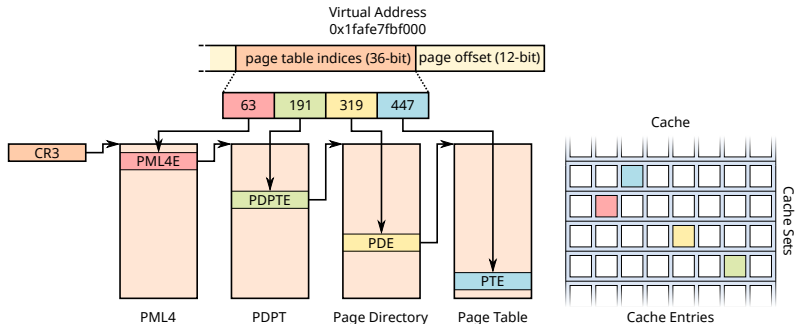 Virtual Address
0x1fafe7fbf000
page table indices (36-bit)
page offset (12-bit)
63
191
319
447
CR3
PML4E
PDPTE
PDE
PTE
PML4
PDPT
Page Directory
Page Table
Cache
Cache Sets
Cache Entries